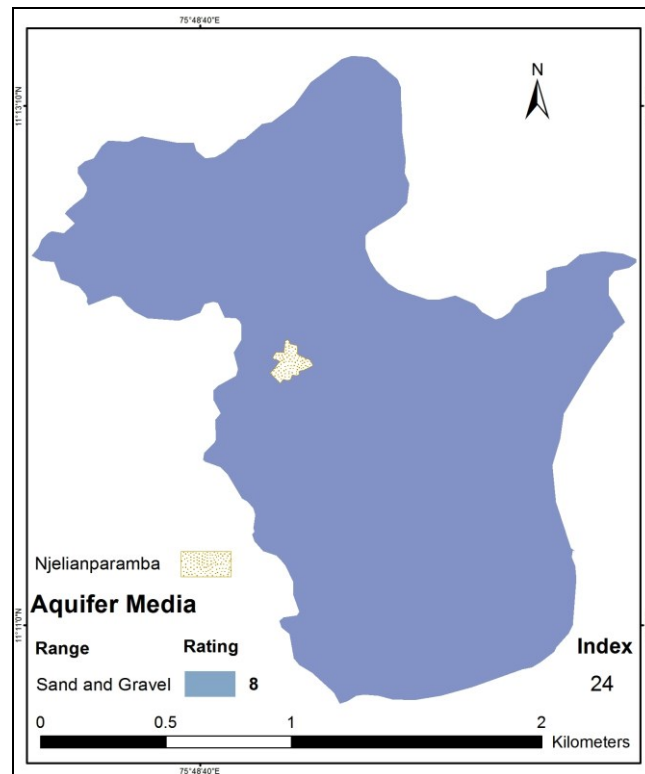 75°48'40"E
N
11°13'10"N
Njelianparamba
Aquifer Media
11°11'0"N
Range Rating Index
Sand and Gravel 8 24
0 0.5 1 2
Kilometers
75°48'40"E